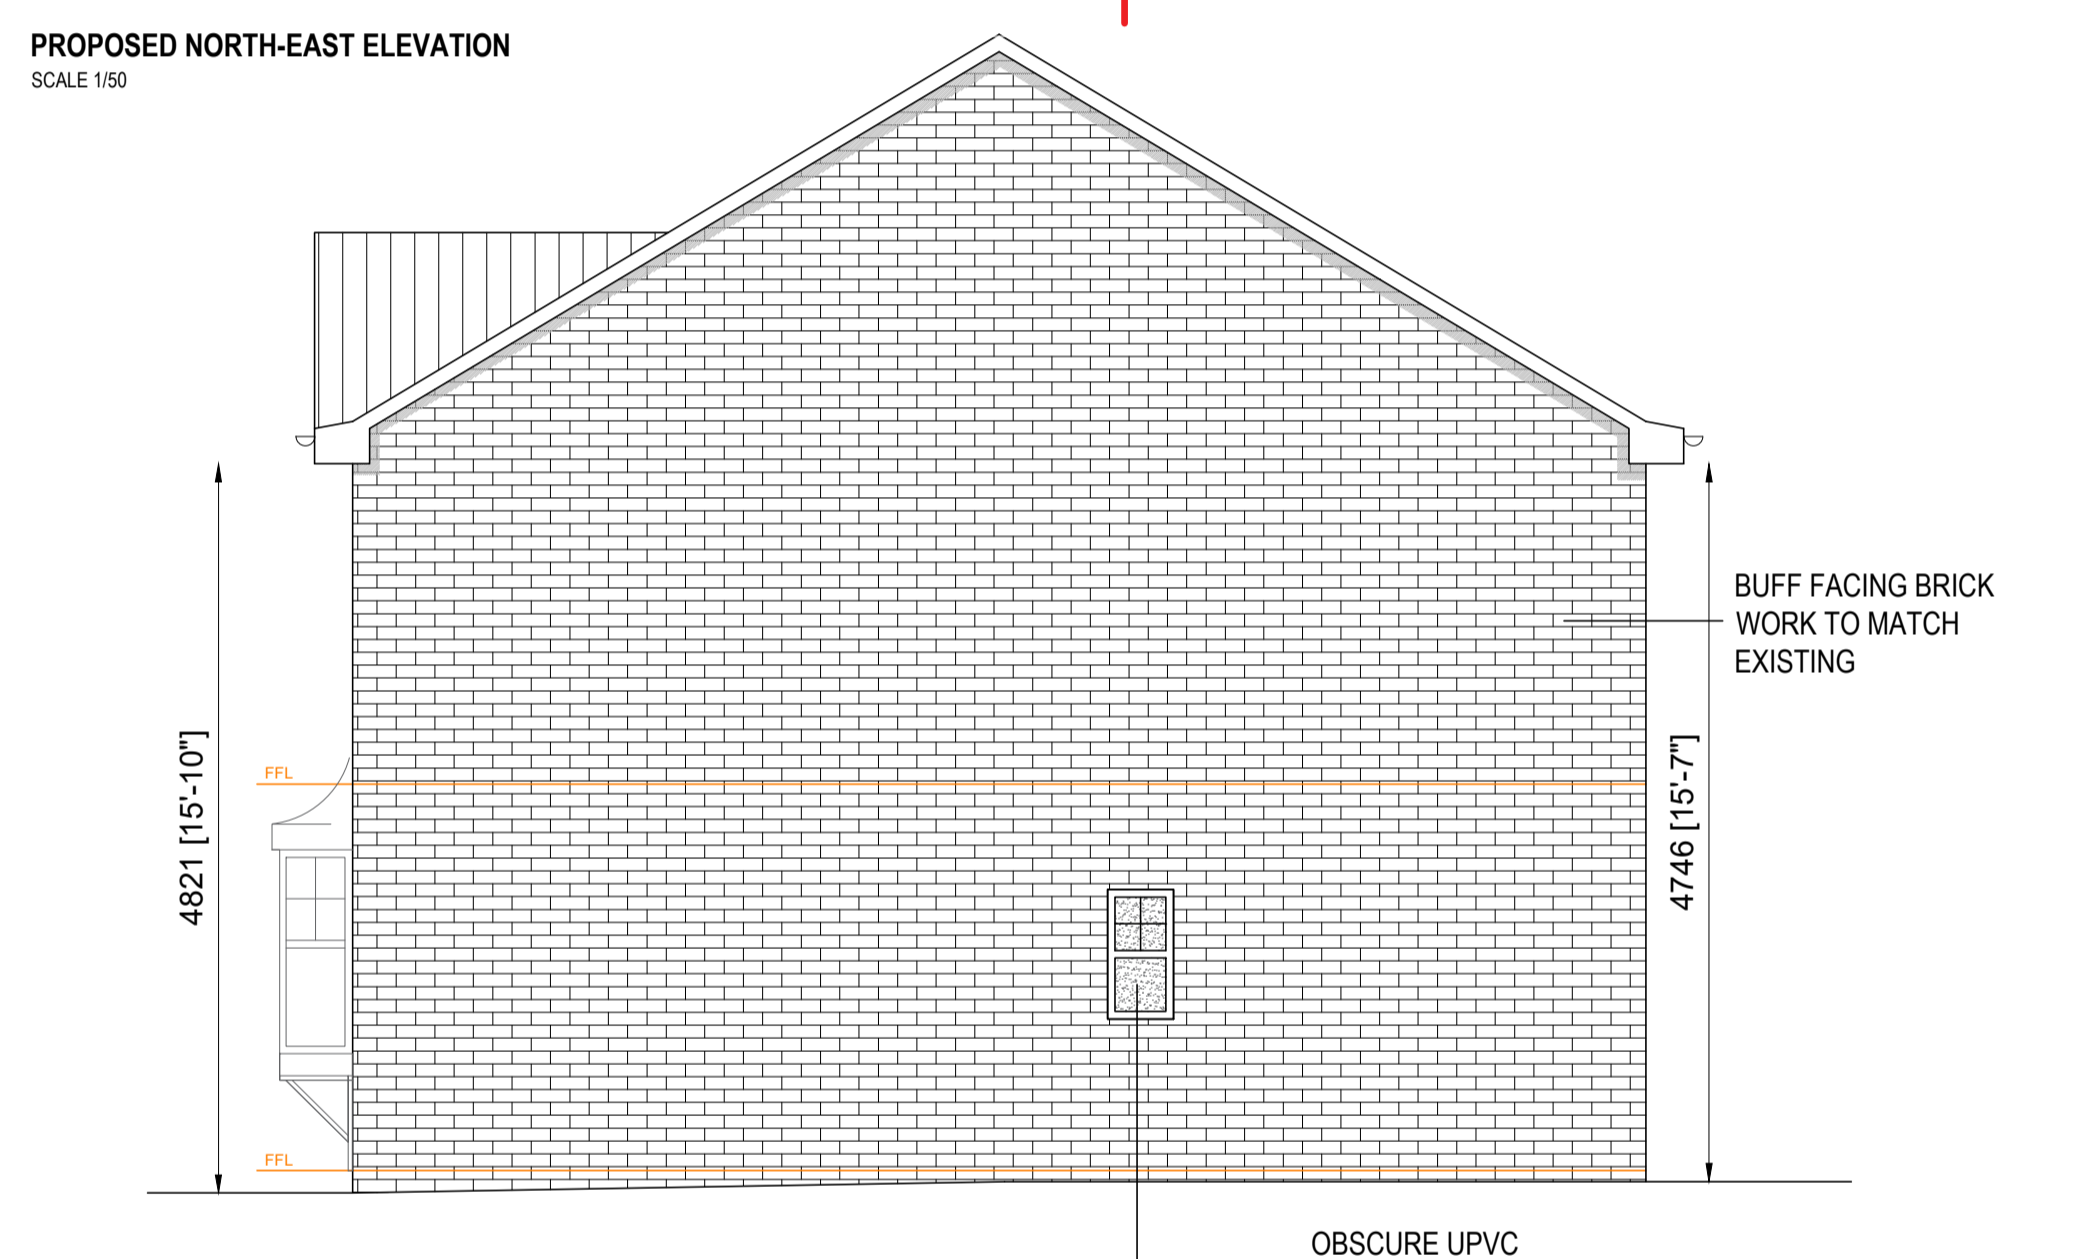 PROPOSED NORTH-EAST ELEVATION
SCALE 1/50
BUFF FACING BRICK
WORK TO MATCH
EXISTING
4821 [15'-10"]
4746 [15'-7"]
FFL
FFL
OBSCURE UPVC